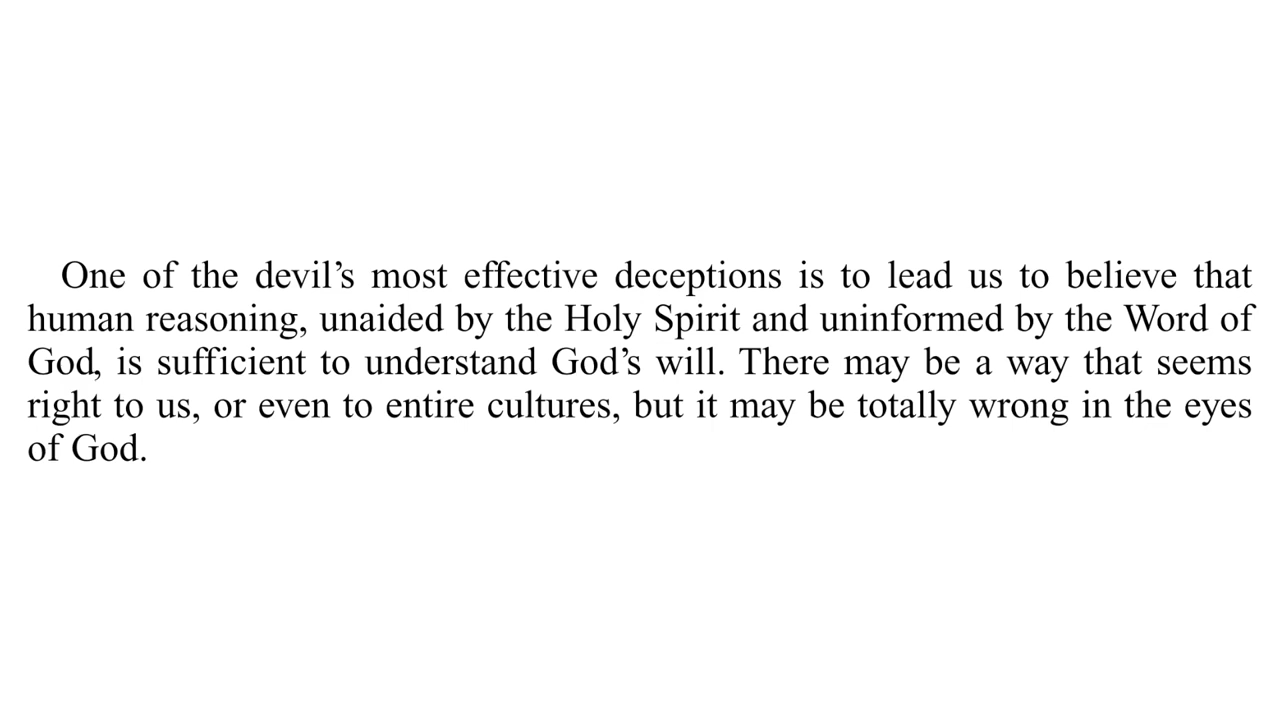 One of the devil’s most effective deceptions is to lead us to believe that
human reasoning, unaided by the Holy Spirit and uninformed by the Word of
God, is sufficient to understand God’s will. There may be a way that seems
right to us, or even to entire cultures, but it may be totally wrong in the eyes
of God.